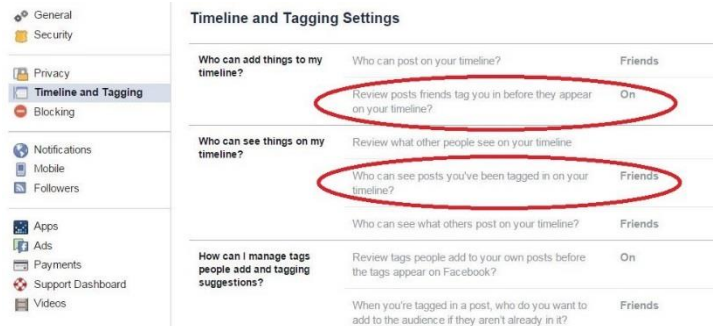 General
Security
Privacy
Timeline and Tagging
Blocking
Notifications
Mobile
Followers
Apps
Ads
Payments
Support Dashboard
Videos
Timeline and Tagging Settings
Who can add things to my
timeline?
Who can post on your timeline?
Friends
Review posts friends tag you in before they appear
on your timeline?
On
Who can see things on my
timeline?
Review what other people see on your timeline
Who can see posts you've been tagged in on your
timeline?
Friends
Who can see what others post on your timeline?
Friends
How can I manage tags
people add and tagging
suggestions?
Review tags people add to your own posts before
the tags appear on Facebook?
On
When you're tagged in a post, who do you want to
add to the audience if they aren't already in it?
Friends